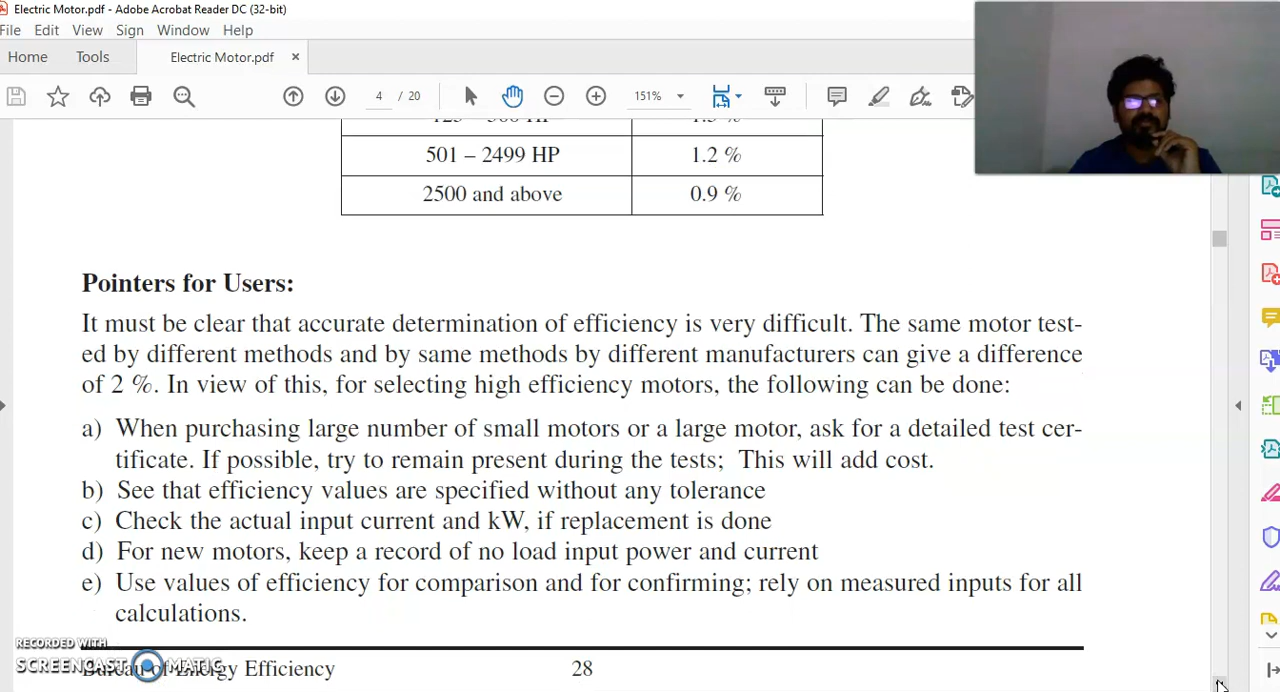 Electric Motor.pdf - Adobe Acrobat Reader DC (32-bit)
File Edit View Sign Window Help
Home Tools Electric Motor.pdf ×
4 / 20 151%
501 – 2499 HP 1.2 %
2500 and above 0.9 %
Pointers for Users:
It must be clear that accurate determination of efficiency is very difficult. The same motor test-
ed by different methods and by same methods by different manufacturers can give a difference
of 2 %. In view of this, for selecting high efficiency motors, the following can be done:
a) When purchasing large number of small motors or a large motor, ask for a detailed test cer-
tificate. If possible, try to remain present during the tests; This will add cost.
b) See that efficiency values are specified without any tolerance
c) Check the actual input current and kW, if replacement is done
d) For new motors, keep a record of no load input power and current
e) Use values of efficiency for comparison and for confirming; rely on measured inputs for all
calculations.
RECORDED WITH
SCREENCAST MATIC
Bureau of Energy Efficiency 28